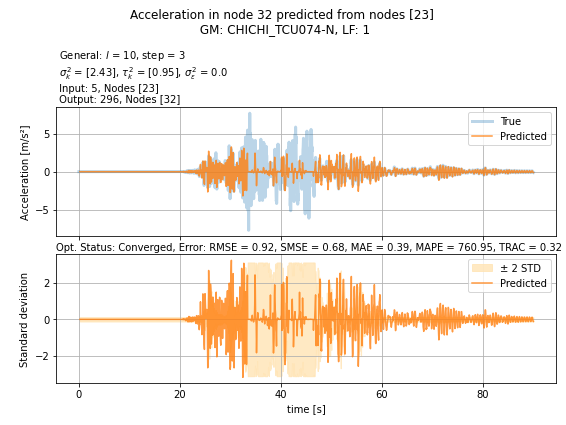 Acceleration in node 32 predicted from nodes [23]
GM: CHICHI_TCU074-N, LF: 1
General: l = 10, step = 3
σ²ₖ = [2.43], τ²ₖ = [0.95], σ²ε = 0.0
Input: 5, Nodes [23]
Output: 296, Nodes [32]
Acceleration [m/s²]
5
0
−5
True
Predicted
Opt. Status: Converged, Error: RMSE = 0.92, SMSE = 0.68, MAE = 0.39, MAPE = 760.95, TRAC = 0.32
Standard deviation
2
0
−2
± 2 STD
Predicted
0 20 40 60 80
time [s]